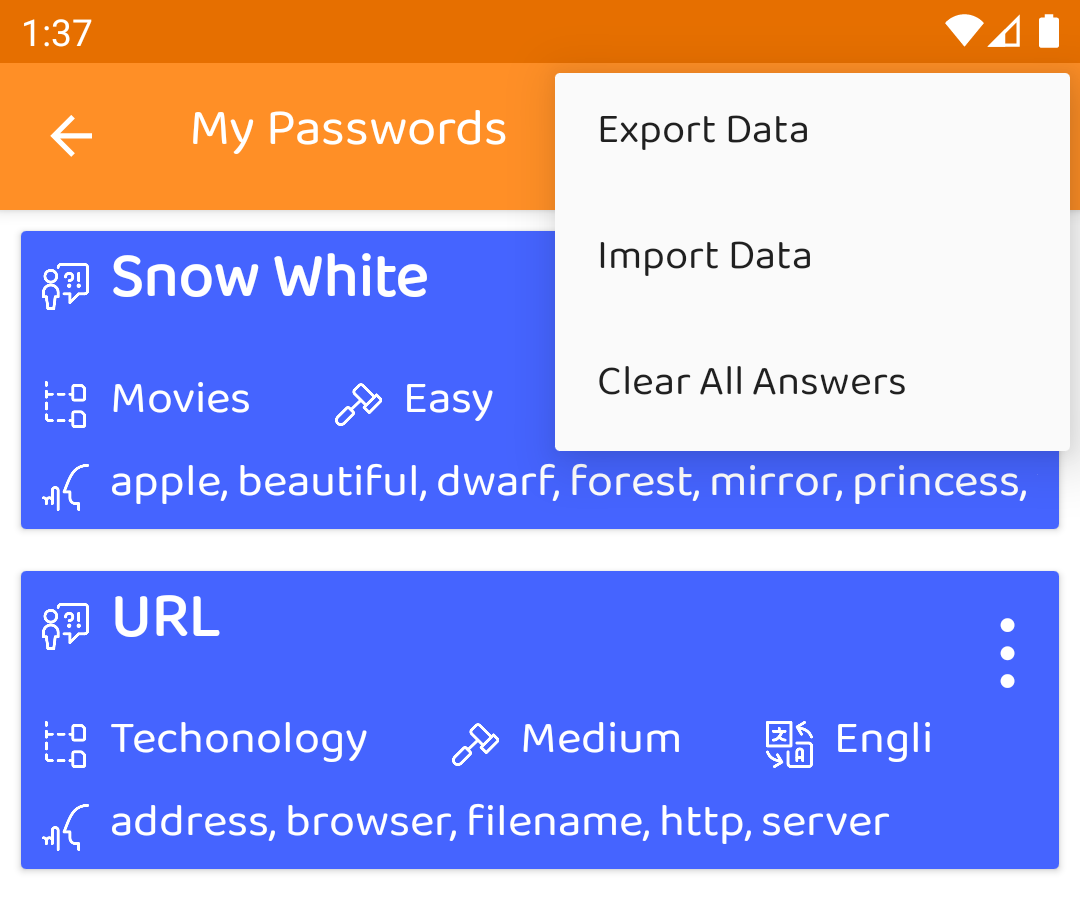 1:37
My Passwords
Export Data
Import Data
Clear All Answers
Snow White
Movies Easy
apple, beautiful, dwarf, forest, mirror, princess,
URL
Techonology Medium Engli
address, browser, filename, http, server